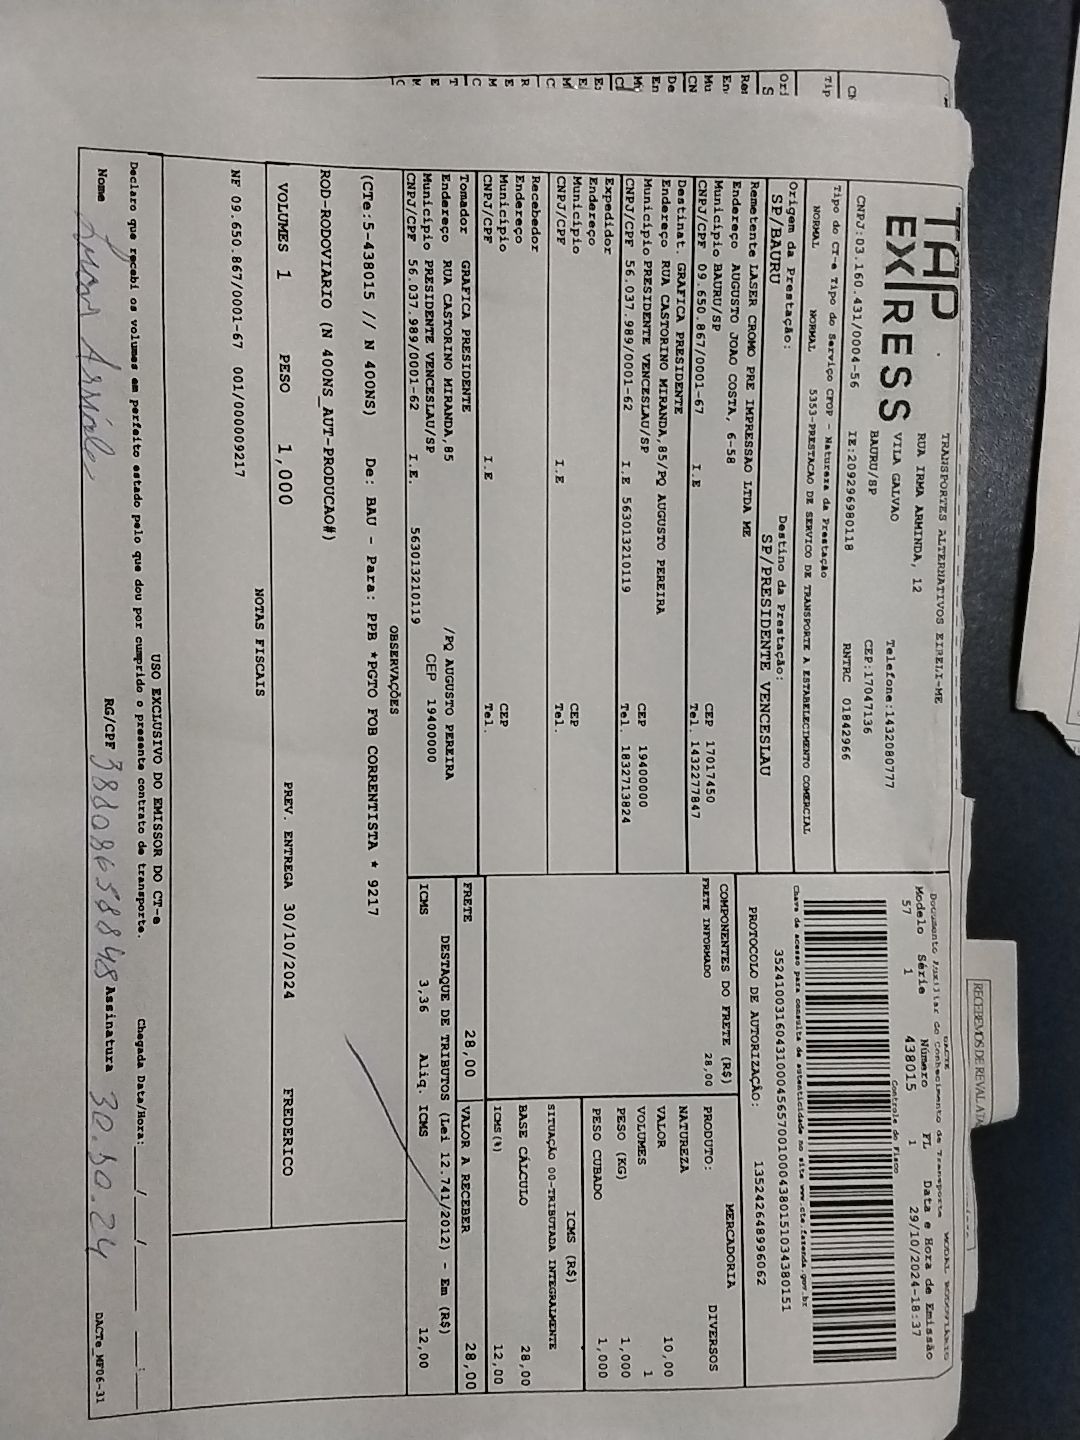 TAP EXPRESS
TRANSPORTES ALTERNATIVOS EIRELI-ME
RUA IRMA ARMINDA, 12
VILA GALVAO
BAURU/SP
Telefone:1432080777
CEP:17047136
CNPJ:03.160.431/0004-56 IE:209296980118 RNTRC 01842966
Tipo do CT-e Tipo do Serviço CFOP - Natureza da Prestação
NORMAL NORMAL 5353-PRESTACAO DE SERVICO DE TRANSPORTE A ESTABELECIMENTO COMERCIAL
Origem da Prestação: Destino da Prestação:
SP/BAURU SP/PRESIDENTE VENCESLAU
Remetente LASER CROMO PRE IMPRESSAO LTDA ME
Endereço AUGUSTO JOAO COSTA, 6-58
Município BAURU/SP CEP 17017450
CNPJ/CPF 09.650.867/0001-67 I.E Tel. 1432277847
Destinat. GRAFICA PRESIDENTE
Endereço RUA CASTORINO MIRANDA,85/PQ AUGUSTO PEREIRA
Município PRESIDENTE VENCESLAU/SP CEP 19400000
CNPJ/CPF 56.037.989/0001-62 I.E 563013210119 Tel. 1832713824
Expedidor
Endereço
Município CEP
CNPJ/CPF I.E Tel.
Recebedor
Endereço
Município CEP
CNPJ/CPF I.E Tel.
Tomador GRAFICA PRESIDENTE
Endereço RUA CASTORINO MIRANDA,85 /PQ AUGUSTO PEREIRA
Município PRESIDENTE VENCESLAU/SP CEP 19400000
CNPJ/CPF 56.037.989/0001-62 I.E. 563013210119
DACTE MODAL RODOVIÁRIO
Documento Auxiliar do Conhecimento de Transporte
Modelo Série Número FL Data e Hora de Emissão
57 1 438015 1 29/10/2024-18:37
Controle do Fisco
Chave de acesso para consulta de autenticidade no site www.cte.fazenda.gov.br
35241003160431000456570010004380151034380151
PROTOCOLO DE AUTORIZAÇÃO: 135242648996062
COMPONENTES DO FRETE (R$)
FRETE INFORMADO 28,00
MERCADORIA
PRODUTO: DIVERSOS
NATUREZA
VALOR 10,00
VOLUMES 1
PESO (KG) 1,000
PESO CUBADO 1,000
ICMS (R$)
SITUAÇÃO 00-TRIBUTADA INTEGRALMENTE
BASE CÁLCULO 28,00
ICMS (%) 12,00
FRETE 28,00 VALOR A RECEBER 28,00
DESTAQUE DE TRIBUTOS (Lei 12.741/2012) - Em (R$)
ICMS 3,36 Aliq. ICMS 12,00
OBSERVAÇÕES
(CTe:5-438015 // N 400NS) De: BAU - Para: PPB *PGTO FOB CORRENTISTA * 9217
ROD-RODOVIARIO (N 400NS_AUT-PRODUCAO#)
VOLUMES 1 PESO 1,000 PREV. ENTREGA 30/10/2024 FREDERICO
NOTAS FISCAIS
NF 09.650.867/0001-67 001/000009217
USO EXCLUSIVO DO EMISSOR DO CT-e
Declaro que recebi os volumes em perfeito estado pelo que dou por cumprido o presente contrato de transporte. Chegada Data/Hora: ___/___/______ ___:___
Nome RG/CPF 38808658848 Assinatura 30.30.24 DACTe_MF06-31
RECEBEMOS DE REVAL ATA